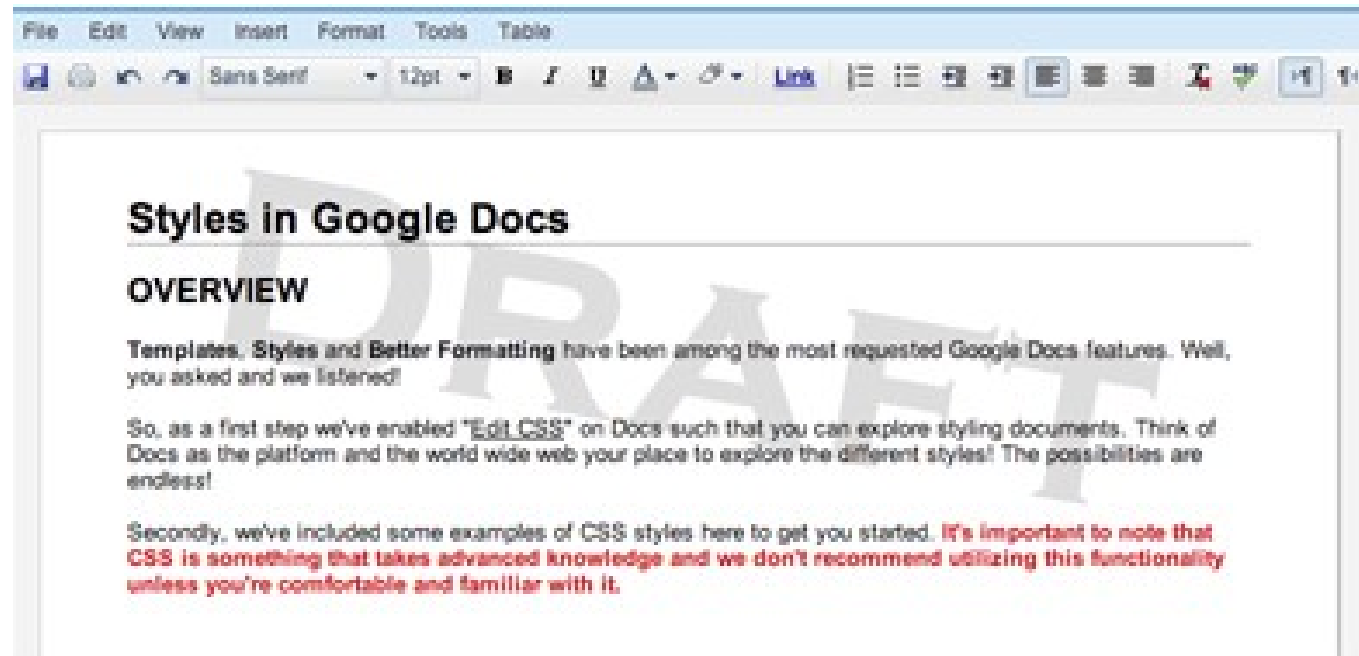 File Edit View Insert Format Tools Table
Sans Serif 12pt B I U A Link
Styles in Google Docs
OVERVIEW
Templates, Styles and Better Formatting have been among the most requested Google Docs features. Well,
you asked and we listened!
So, as a first step we've enabled "Edit CSS" on Docs such that you can explore styling documents. Think of
Docs as the platform and the world wide web your place to explore the different styles! The possibilities are
endless!
Secondly, we've included some examples of CSS styles here to get you started. It's important to note that
CSS is something that takes advanced knowledge and we don't recommend utilizing this functionality
unless you're comfortable and familiar with it.
DRAFT